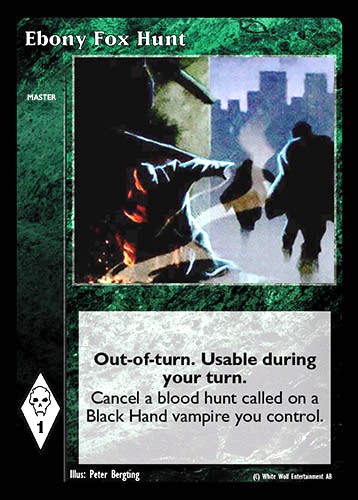 Ebony Fox Hunt
MASTER
Out-of-turn. Usable during
your turn.
Cancel a blood hunt called on a
Black Hand vampire you control.
1
Illus: Peter Bergting
(C) White Wolf Entertainment AB